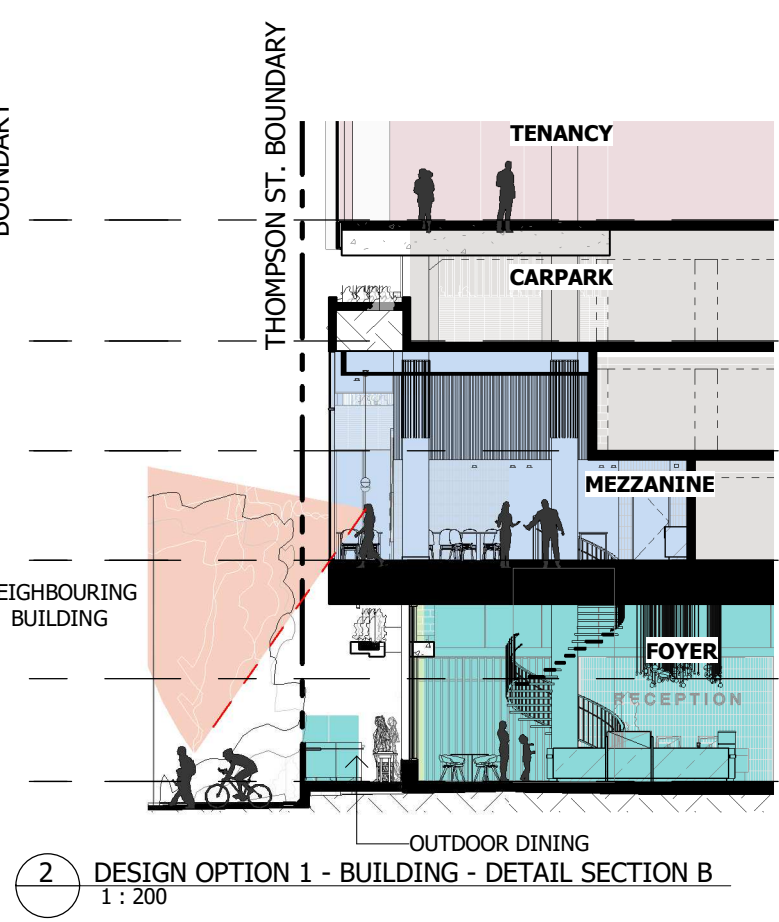 BOUNDARY
THOMPSON ST. BOUNDARY
TENANCY
CARPARK
MEZZANINE
EIGHBOURING
BUILDING
FOYER
RECEPTION
OUTDOOR DINING
2
DESIGN OPTION 1 - BUILDING - DETAIL SECTION B
1 : 200